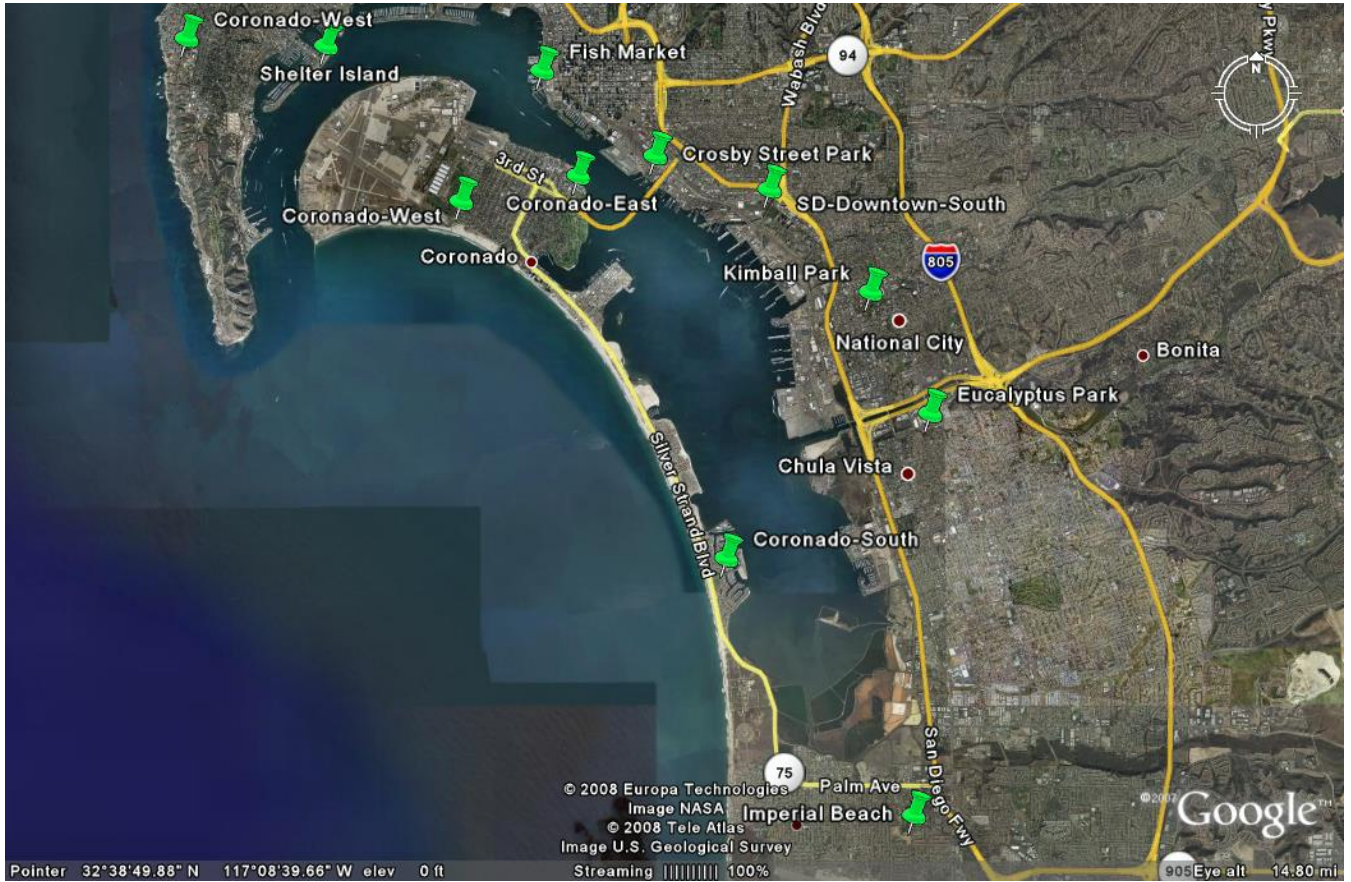 Coronado-West
Shelter Island
Fish Market
Wabash Blvd
94
y Pkwy
N
Crosby Street Park
3rd St
Coronado-East
SD-Downtown-South
Coronado-West
Coronado
Kimball Park
805
National City
Bonita
Eucalyptus Park
Chula Vista
Silver Strand Blvd
Coronado-South
San Diego Fwy
75
Palm Ave
Imperial Beach
© 2008 Europa Technologies
Image NASA
© 2008 Tele Atlas
Image U.S. Geological Survey
©2007 Google™
905
Pointer 32°38'49.88" N 117°08'39.66" W elev 0 ft Streaming |||||||||| 100% Eye alt 14.80 mi